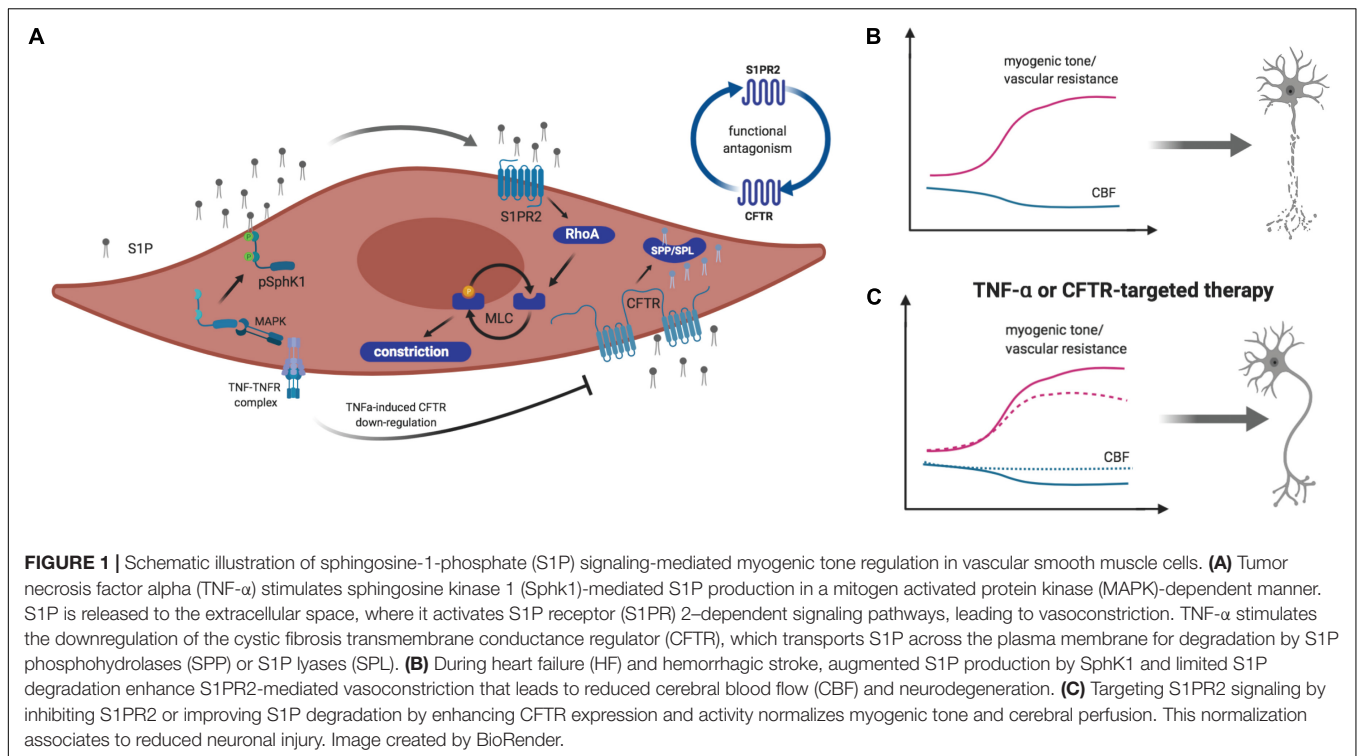 A
S1P
P
P
pSphK1
MAPK
TNF-TNFR
complex
TNFa-induced CFTR
down-regulation
S1PR2
RhoA
P
MLC
constriction
CFTR
SPP/SPL
S1PR2
functional
antagonism
CFTR
B
myogenic tone/
vascular resistance
CBF
C
TNF-α or CFTR-targeted therapy
myogenic tone/
vascular resistance
CBF
FIGURE 1 | Schematic illustration of sphingosine-1-phosphate (S1P) signaling-mediated myogenic tone regulation in vascular smooth muscle cells. (A) Tumor
necrosis factor alpha (TNF-α) stimulates sphingosine kinase 1 (Sphk1)-mediated S1P production in a mitogen activated protein kinase (MAPK)-dependent manner.
S1P is released to the extracellular space, where it activates S1P receptor (S1PR) 2–dependent signaling pathways, leading to vasoconstriction. TNF-α stimulates
the downregulation of the cystic fibrosis transmembrane conductance regulator (CFTR), which transports S1P across the plasma membrane for degradation by S1P
phosphohydrolases (SPP) or S1P lyases (SPL). (B) During heart failure (HF) and hemorrhagic stroke, augmented S1P production by SphK1 and limited S1P
degradation enhance S1PR2-mediated vasoconstriction that leads to reduced cerebral blood flow (CBF) and neurodegeneration. (C) Targeting S1PR2 signaling by
inhibiting S1PR2 or improving S1P degradation by enhancing CFTR expression and activity normalizes myogenic tone and cerebral perfusion. This normalization
associates to reduced neuronal injury. Image created by BioRender.